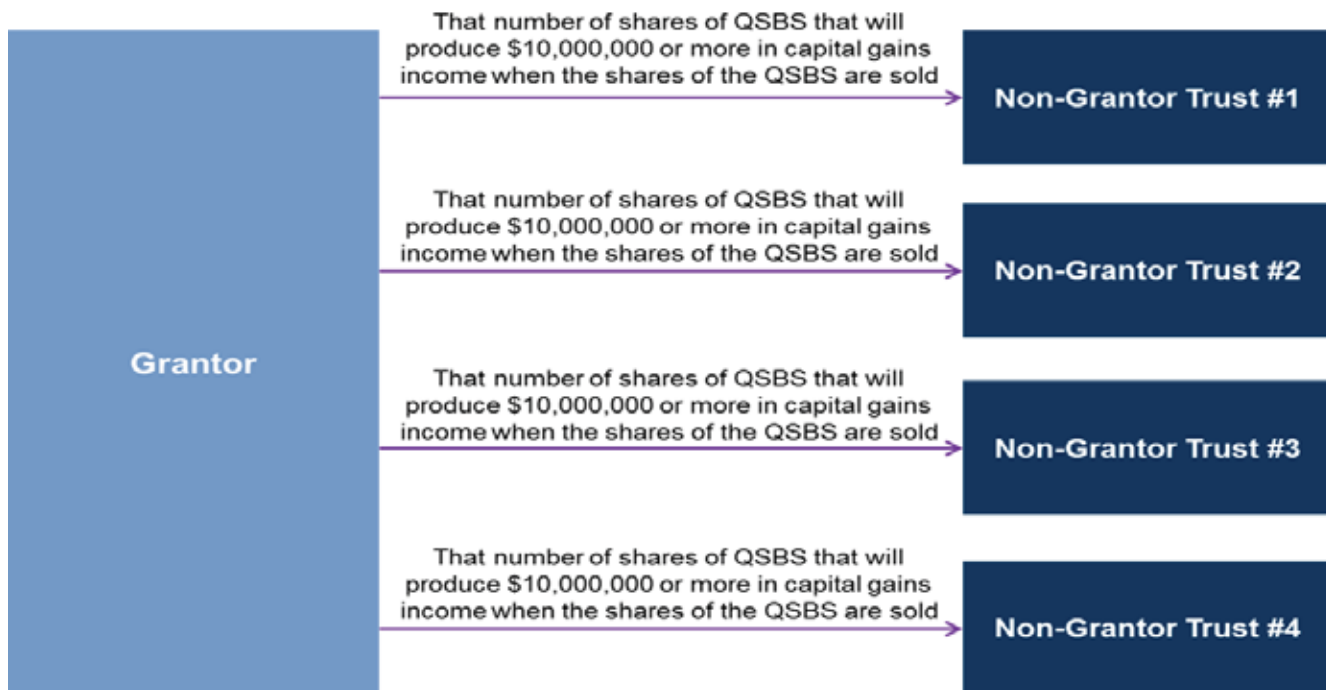 That number of shares of QSBS that will
produce $10,000,000 or more in capital gains
income when the shares of the QSBS are sold
Non-Grantor Trust #1
That number of shares of QSBS that will
produce $10,000,000 or more in capital gains
income when the shares of the QSBS are sold
Non-Grantor Trust #2
Grantor
That number of shares of QSBS that will
produce $10,000,000 or more in capital gains
income when the shares of the QSBS are sold
Non-Grantor Trust #3
That number of shares of QSBS that will
produce $10,000,000 or more in capital gains
income when the shares of the QSBS are sold
Non-Grantor Trust #4